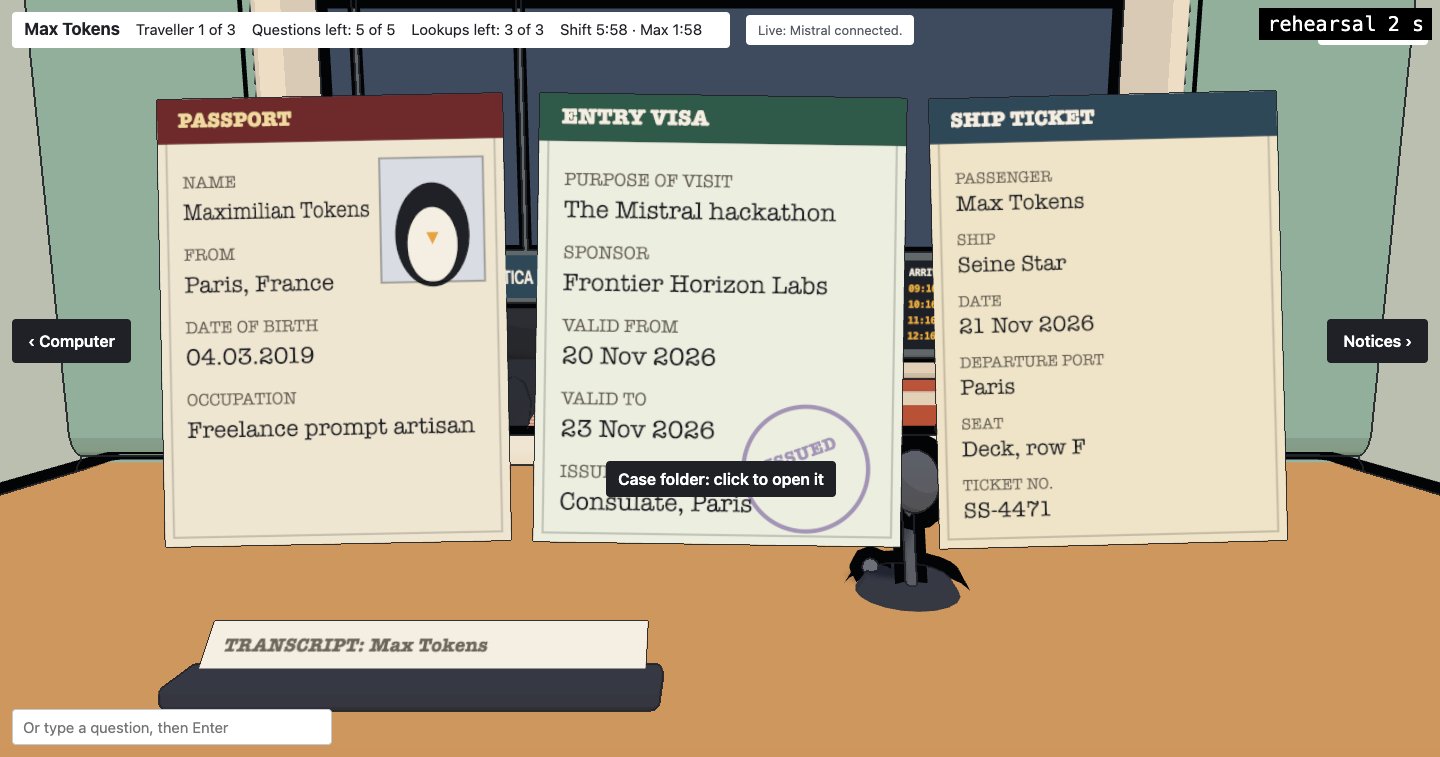 Max Tokens Traveller 1 of 3 Questions left: 5 of 5 Lookups left: 3 of 3 Shift 5:58 · Max 1:58
Live: Mistral connected.
rehearsal 2 s
PASSPORT
NAME
Maximilian Tokens
FROM
Paris, France
DATE OF BIRTH
04.03.2019
OCCUPATION
Freelance prompt artisan
ENTRY VISA
PURPOSE OF VISIT
The Mistral hackathon
SPONSOR
Frontier Horizon Labs
VALID FROM
20 Nov 2026
VALID TO
23 Nov 2026
Consulate, Paris
SHIP TICKET
PASSENGER
Max Tokens
SHIP
Seine Star
DATE
21 Nov 2026
DEPARTURE PORT
Paris
SEAT
Deck, row F
TICKET NO.
SS-4471
‹ Computer
Notices ›
Case folder: click to open it
TRANSCRIPT: Max Tokens
Or type a question, then Enter